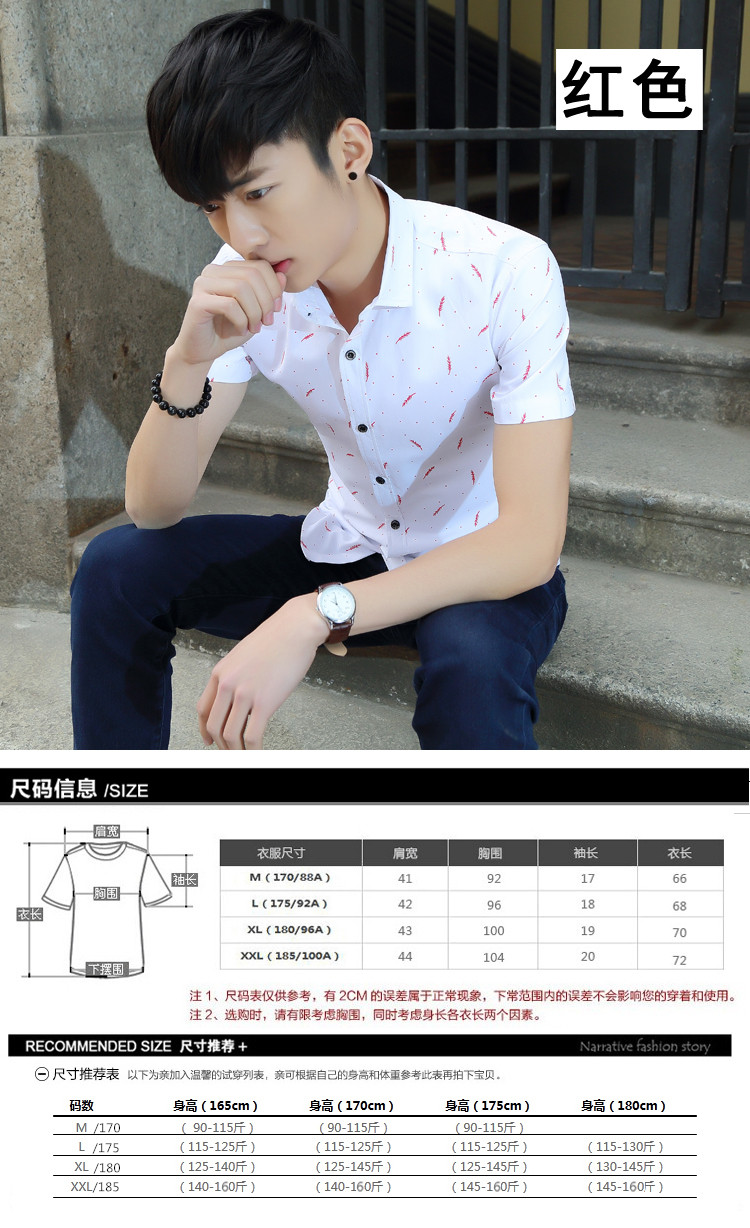 红色
尺码信息 /SIZE
肩宽
胸围
袖长
衣长
下摆围
衣服尺寸 肩宽 胸围 袖长 衣长
M（170/88A） 41 92 17 66
L（175/92A） 42 96 18 68
XL（180/96A） 43 100 19 70
XXL（185/100A） 44 104 20 72
注 1、尺码表仅供参考，有 2CM 的误差属于正常现象，下常范围内的误差不会影响您的穿着和使用。
注 2、选购时，请有限考虑胸围，同时考虑身长各衣长两个因素。
RECOMMENDED SIZE 尺寸推荐 + Narrative fashion story
尺寸推荐表 以下为亲加入温馨的试穿列表，亲可根据自己的身高和体重参考此表再拍下宝贝。
码数 身高（165cm） 身高（170cm） 身高（175cm） 身高（180cm）
M /170 （ 90-115斤） （90-115斤） （90-115斤）
L /175 （115-125斤） （115-125斤） （115-125斤） （115-130斤）
XL /180 （125-140斤） （125-145斤） （125-145斤） （130-145斤）
XXL/185 （140-160斤） （140-160斤） （145-160斤） （145-160斤）